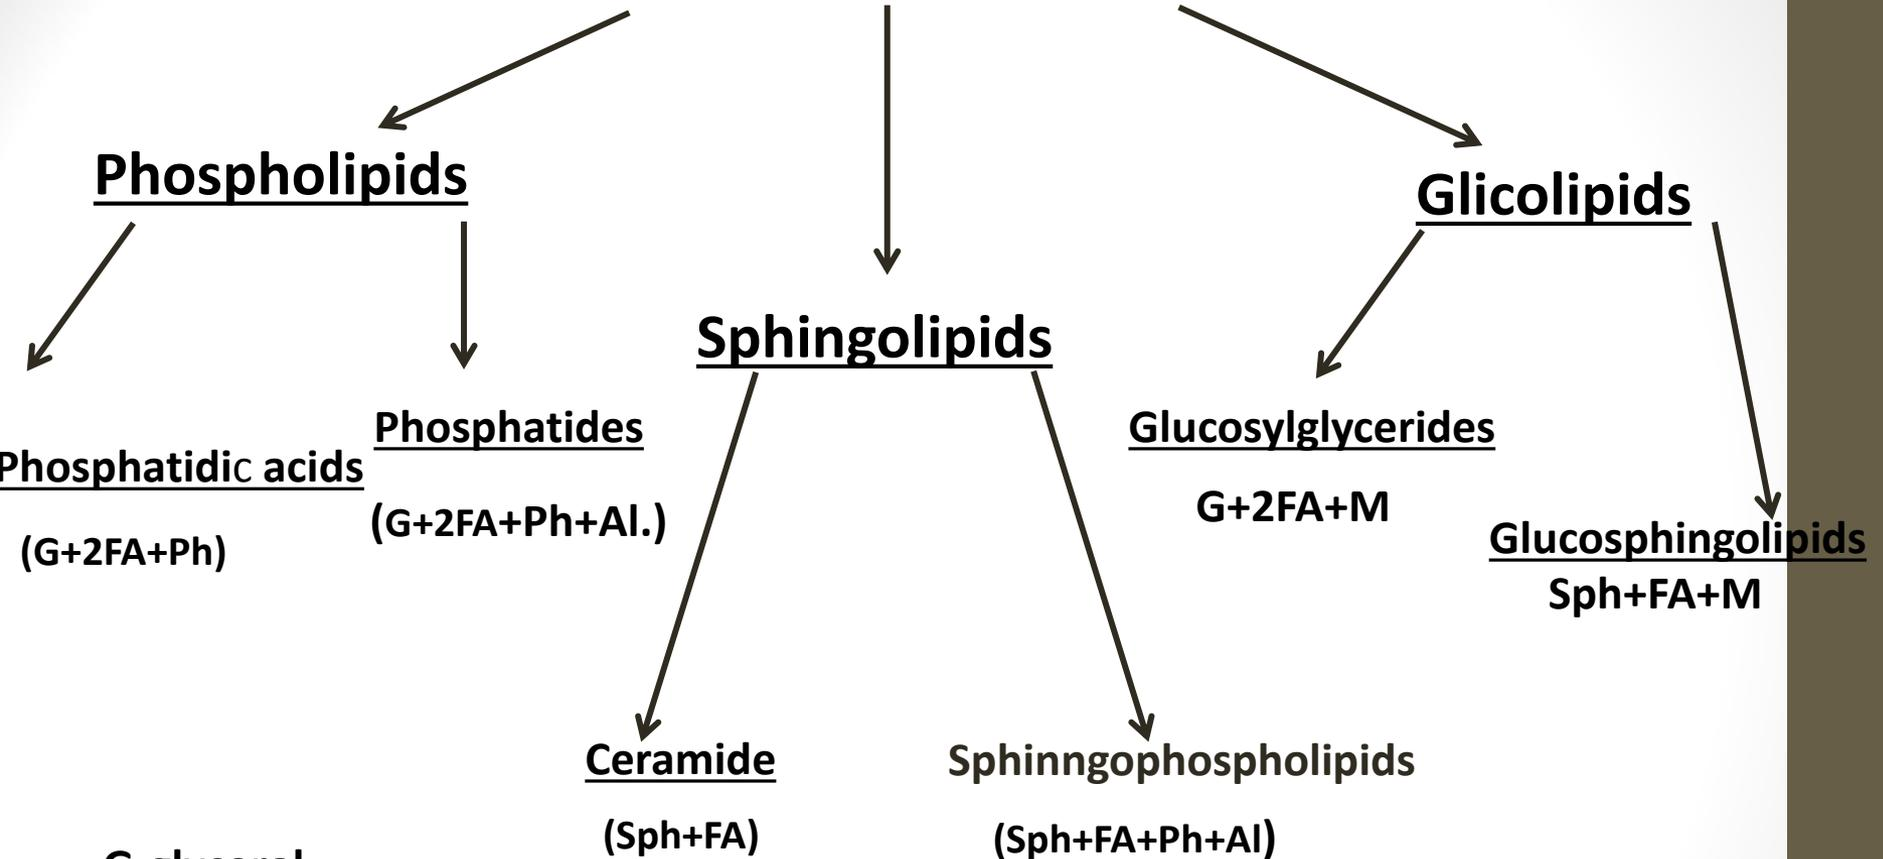 Phospholipids
Glicolipids
Sphingolipids
Phosphatides
Glucosylglycerides
Phosphatidic acids
(G+2FA+Ph)
(G+2FA+Ph+Al.)
G+2FA+M
Glucosphingolipids
Sph+FA+M
Ceramide
Sphinngophospholipids
(Sph+FA)
(Sph+FA+Ph+Al)